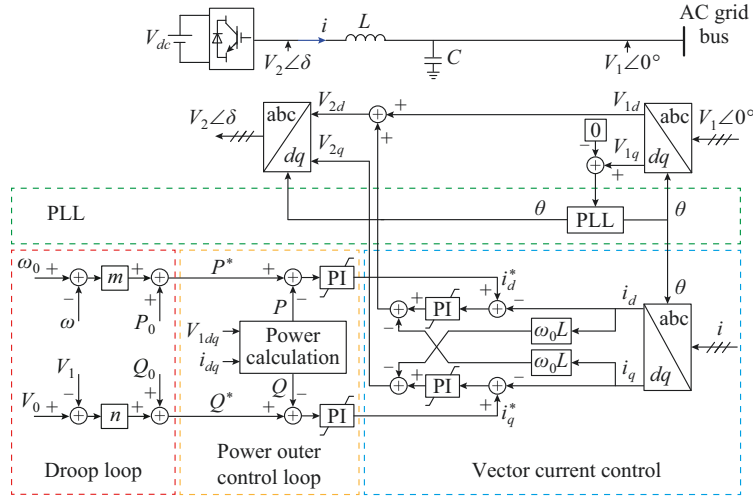 V_dc
i
L
C
V_2∠δ
V_1∠0°
AC grid
bus
V_2∠δ
abc
dq
V_2d
V_2q
+
+
0
−
+
V_1d
V_1q
abc
dq
V_1∠0°
PLL
θ
PLL
θ
θ
ω_0
+
−
ω
m
+
+
P_0
P*
+
−
P
PI
i_d*
+
−
PI
+
−
i_d
ω_0L
abc
dq
i
V_1dq
i_dq
Power
calculation
ω_0L
i_q
V_1
V_0
+
−
n
Q_0
+
+
Q*
Q
−
+
PI
i_q*
+
−
PI
+
−
Droop loop
Power outer
control loop
Vector current control